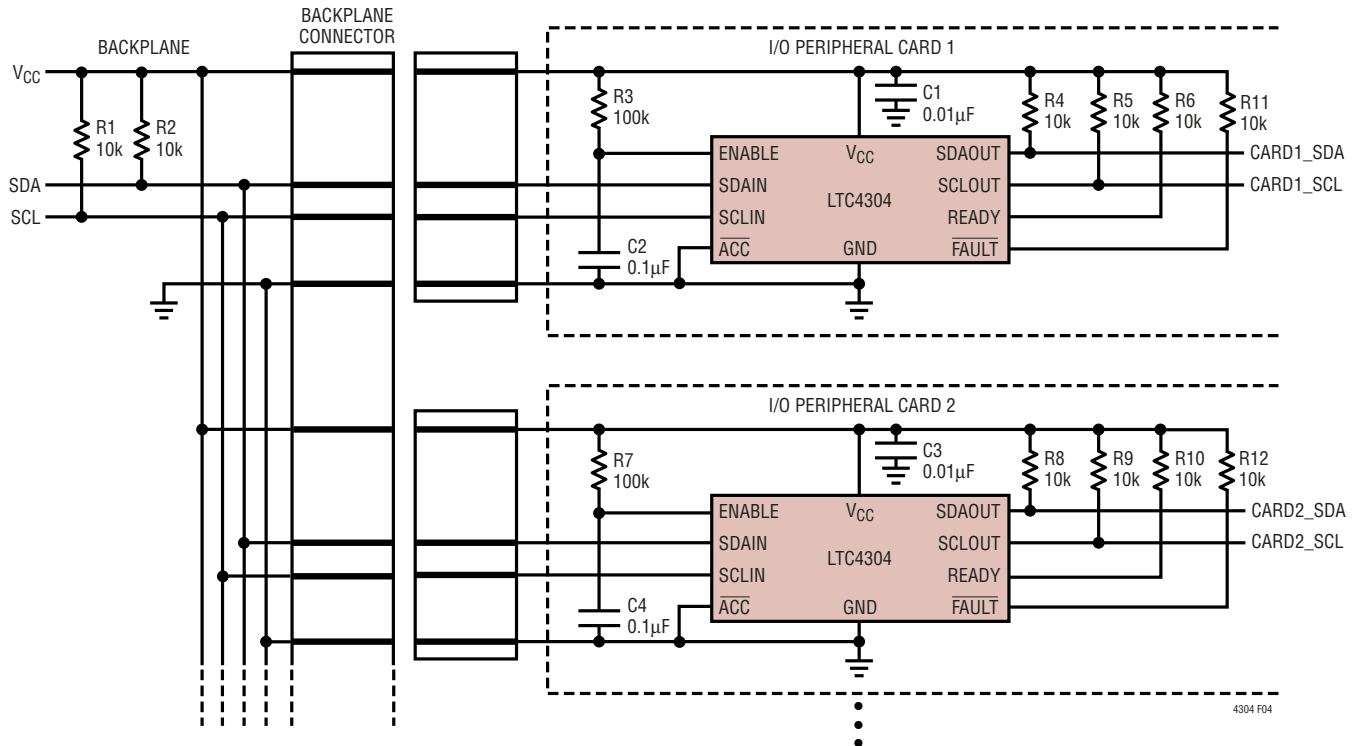 BACKPLANE
BACKPLANE
CONNECTOR
I/O PERIPHERAL CARD 1
VCC
R1
10k
R2
10k
SDA
SCL
R3
100k
C1
0.01µF
R4
10k
R5
10k
R6
10k
R11
10k
ENABLE
VCC
SDAOUT
CARD1_SDA
SDAIN
SCLOUT
CARD1_SCL
LTC4304
SCLIN
READY
ACC
GND
FAULT
C2
0.1µF
I/O PERIPHERAL CARD 2
R7
100k
C3
0.01µF
R8
10k
R9
10k
R10
10k
R12
10k
ENABLE
VCC
SDAOUT
CARD2_SDA
SDAIN
SCLOUT
CARD2_SCL
LTC4304
SCLIN
READY
ACC
GND
FAULT
C4
0.1µF
4304 F04